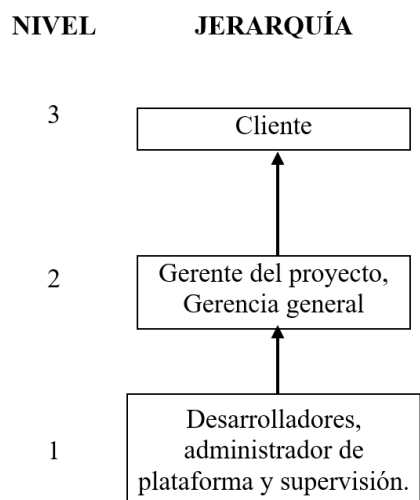 NIVEL JERARQUÍA
3 Cliente
2 Gerente del proyecto,
Gerencia general
Desarrolladores,
1 administrador de
plataforma y supervisión.